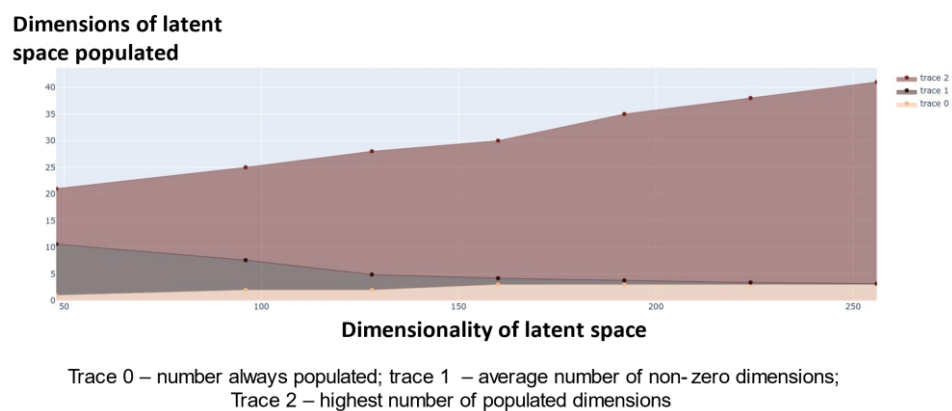 Dimensions of latent
space populated
40
35
30
25
20
15
10
5
0
50 100 150 200 250
trace 2
trace 1
trace 0
Dimensionality of latent space
Trace 0 – number always populated; trace 1 – average number of non-zero dimensions;
Trace 2 – highest number of populated dimensions